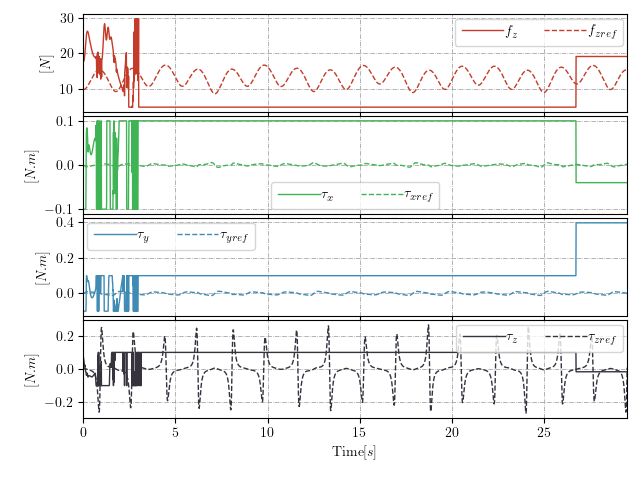 30
20
10
[N]
f_z
f_zref
0.1
0.0
−0.1
[N.m]
τ_x
τ_xref
0.4
0.2
0.0
[N.m]
τ_y
τ_yref
0.2
0.0
−0.2
[N.m]
τ_z
τ_zref
0 5 10 15 20 25
Time[s]